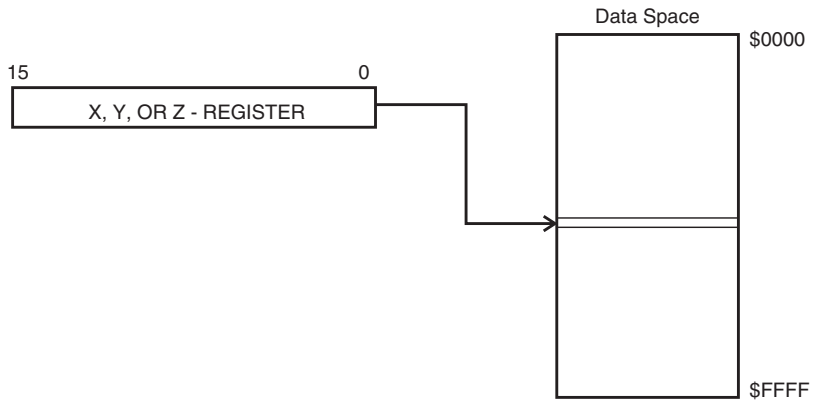 Data Space
$0000
15 0
X, Y, OR Z - REGISTER
$FFFF